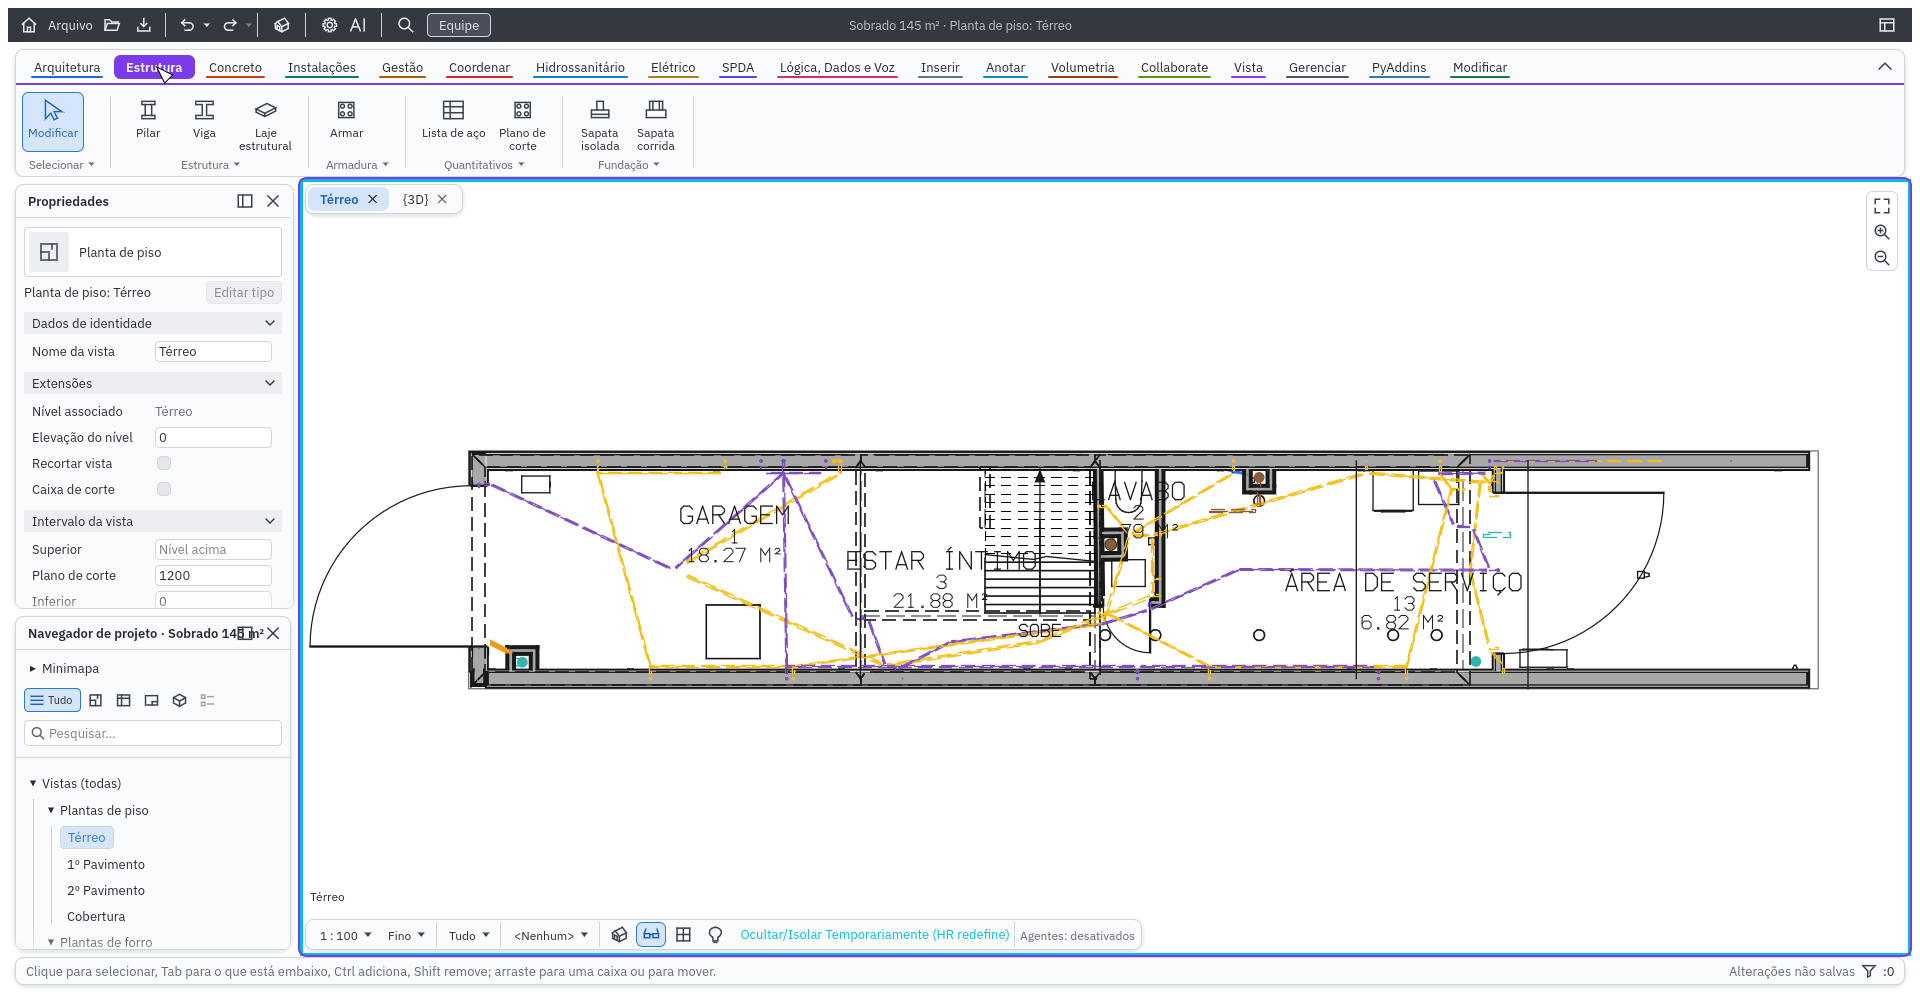 Arquivo
AI
Equipe
Sobrado 145 m² · Planta de piso: Térreo
Arquitetura
Estrutura
Concreto
Instalações
Gestão
Coordenar
Hidrossanitário
Elétrico
SPDA
Lógica, Dados e Voz
Inserir
Anotar
Volumetria
Collaborate
Vista
Gerenciar
PyAddins
Modificar
Modificar
Pilar
Viga
Laje
estrutural
Armar
Lista de aço
Plano de
corte
Sapata
isolada
Sapata
corrida
Selecionar
Estrutura
Armadura
Quantitativos
Fundação
Propriedades
Planta de piso
Planta de piso: Térreo
Editar tipo
Dados de identidade
Nome da vista
Térreo
Extensões
Nível associado
Térreo
Elevação do nível
0
Recortar vista
Caixa de corte
Intervalo da vista
Superior
Nível acima
Plano de corte
1200
Inferior
0
Navegador de projeto · Sobrado 145 m²
Minimapa
Tudo
Pesquisar...
Vistas (todas)
Plantas de piso
Térreo
1º Pavimento
2º Pavimento
Cobertura
Plantas de forro
Térreo
{3D}
GARAGEM
1
18.27 M²
ESTAR ÍNTIMO
3
21.88 M²
SOBE
LAVABO
2
ÁREA DE SERVIÇO
13
6.82 M²
Térreo
1 : 100
Fino
Tudo
<Nenhum>
Ocultar/Isolar Temporariamente (HR redefine)
Agentes: desativados
Clique para selecionar, Tab para o que está embaixo, Ctrl adiciona, Shift remove; arraste para uma caixa ou para mover.
Alterações não salvas
:0